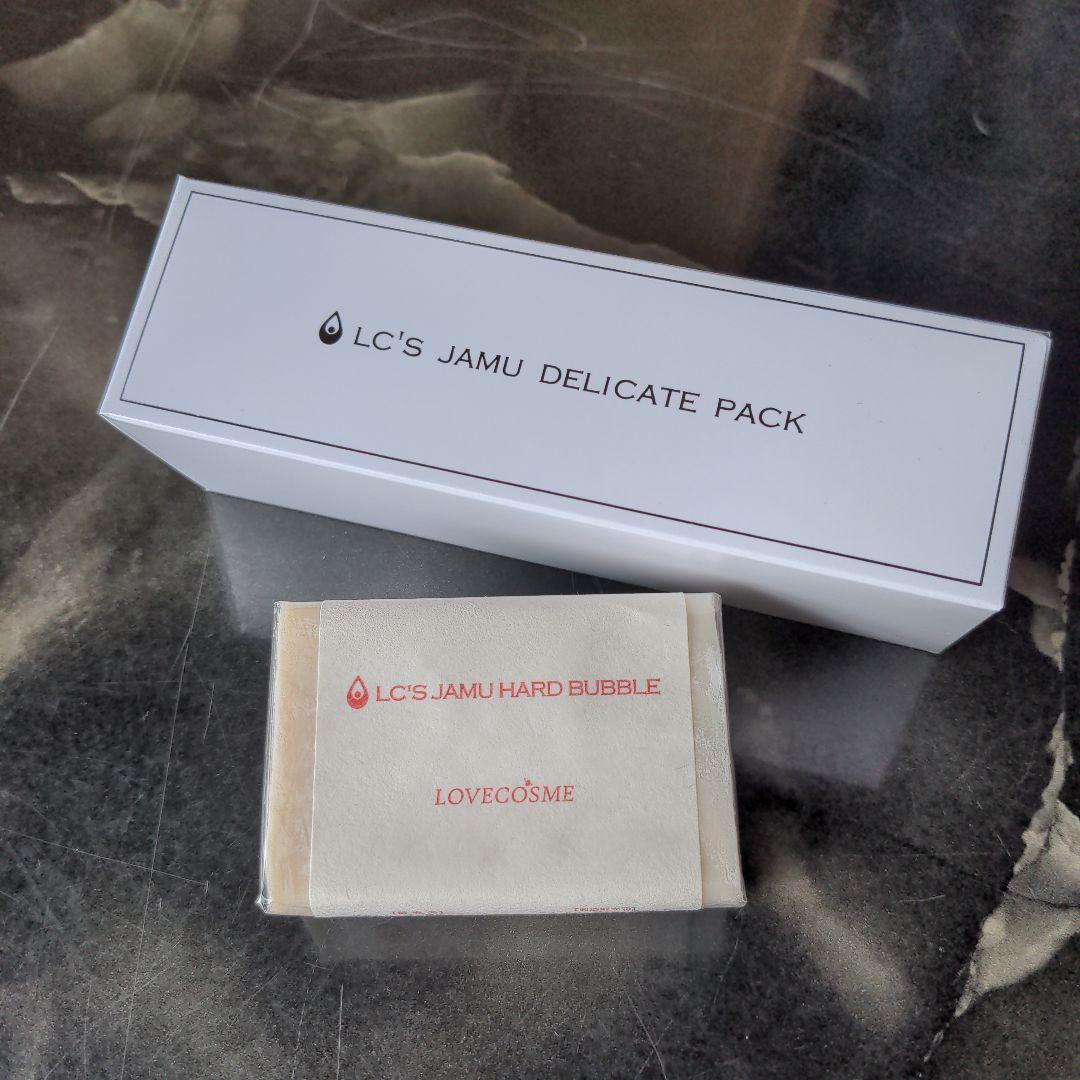 LC'S JAMU DELICATE PACK
LC'S JAMU HARD BUBBLE
LOVECOSME